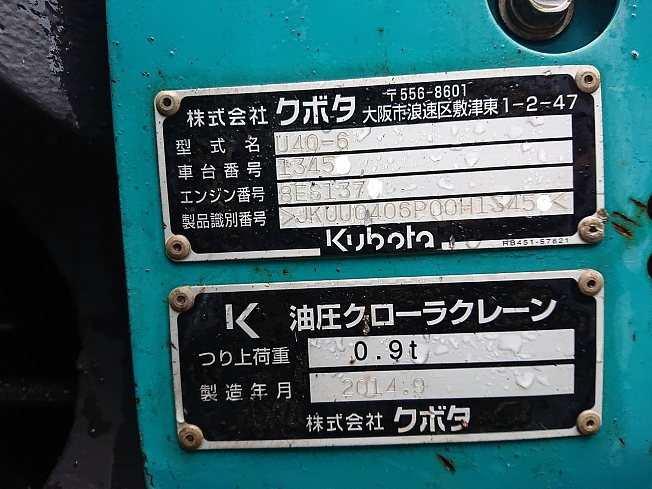 株式会社 クボタ 〒556-8601 大阪市浪速区敷津東1-2-47
型式名 U40-6
車台番号 1345
エンジン番号 8E6137
製品識別番号 >JKUU0406P00H1345 <
Kubota RB451-57821
K 油圧クローラクレーン
つり上荷重 0.9t
製造年月 2014.9
株式会社 クボタ